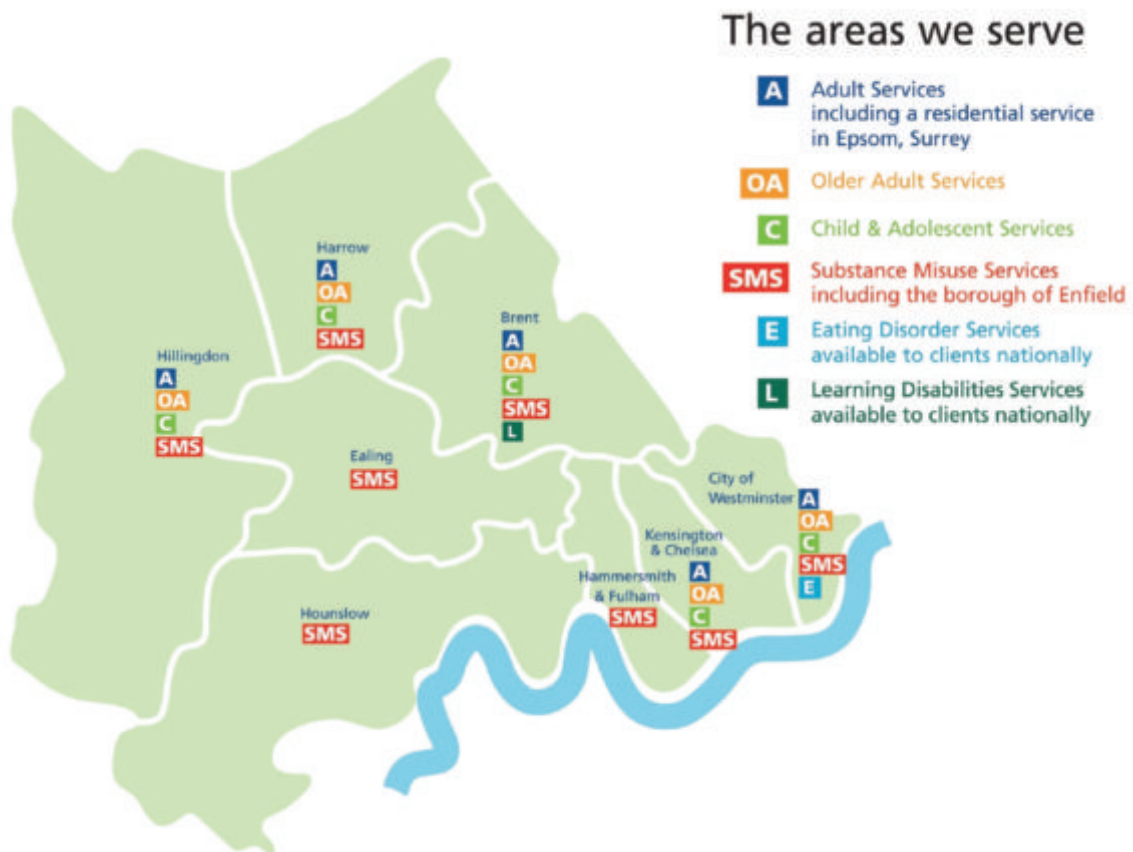 The areas we serve
A
Adult Services
including a residential service
in Epsom, Surrey
OA
Older Adult Services
C
Child & Adolescent Services
SMS
Substance Misuse Services
including the borough of Enfield
E
Eating Disorder Services
available to clients nationally
L
Learning Disabilities Services
available to clients nationally
Harrow
A
OA
C
SMS
Brent
A
OA
C
SMS
L
Hillingdon
A
OA
C
SMS
Ealing
SMS
City of
Westminster
A
OA
C
SMS
E
Kensington
& Chelsea
A
OA
C
SMS
Hammersmith
& Fulham
SMS
Hounslow
SMS